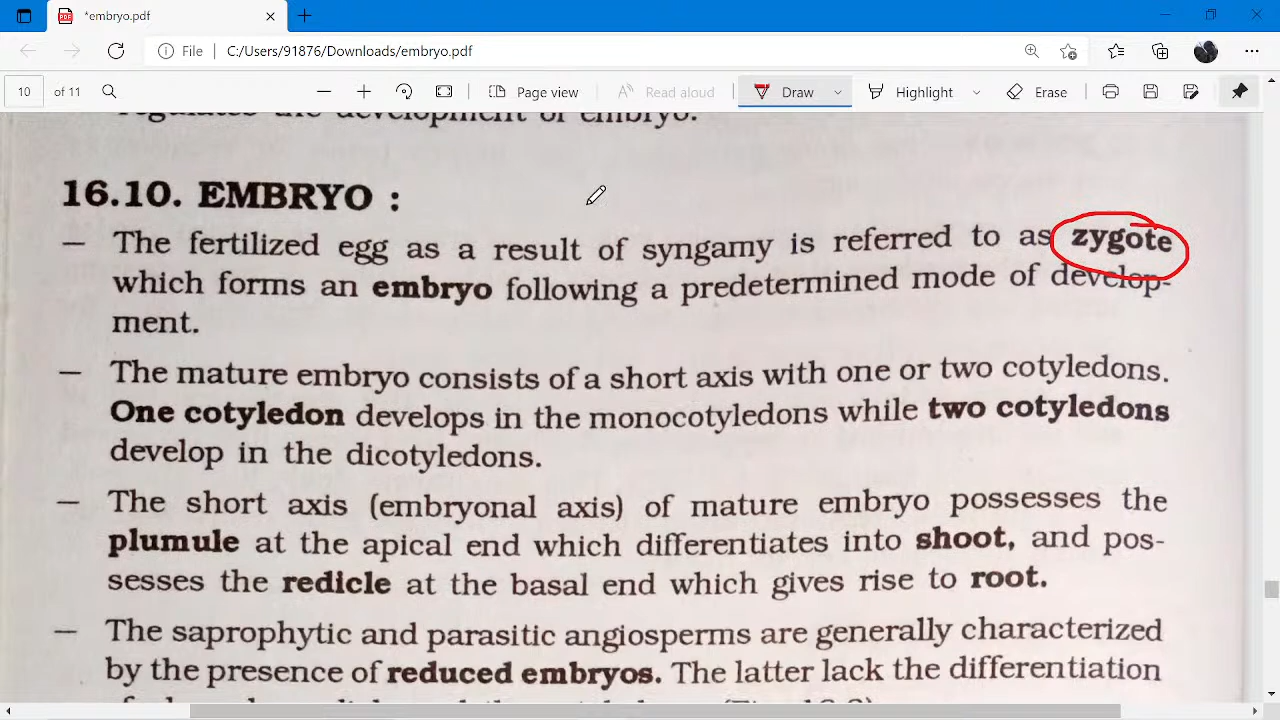 *embryo.pdf
File C:/Users/91876/Downloads/embryo.pdf
10 of 11 Page view Read aloud Draw Highlight Erase
regulates the development of embryo.
16.10. EMBRYO :
– The fertilized egg as a result of syngamy is referred to as zygote
which forms an embryo following a predetermined mode of develop-
ment.
– The mature embryo consists of a short axis with one or two cotyledons.
One cotyledon develops in the monocotyledons while two cotyledons
develop in the dicotyledons.
– The short axis (embryonal axis) of mature embryo possesses the
plumule at the apical end which differentiates into shoot, and pos-
sesses the redicle at the basal end which gives rise to root.
– The saprophytic and parasitic angiosperms are generally characterized
by the presence of reduced embryos. The latter lack the differentiation